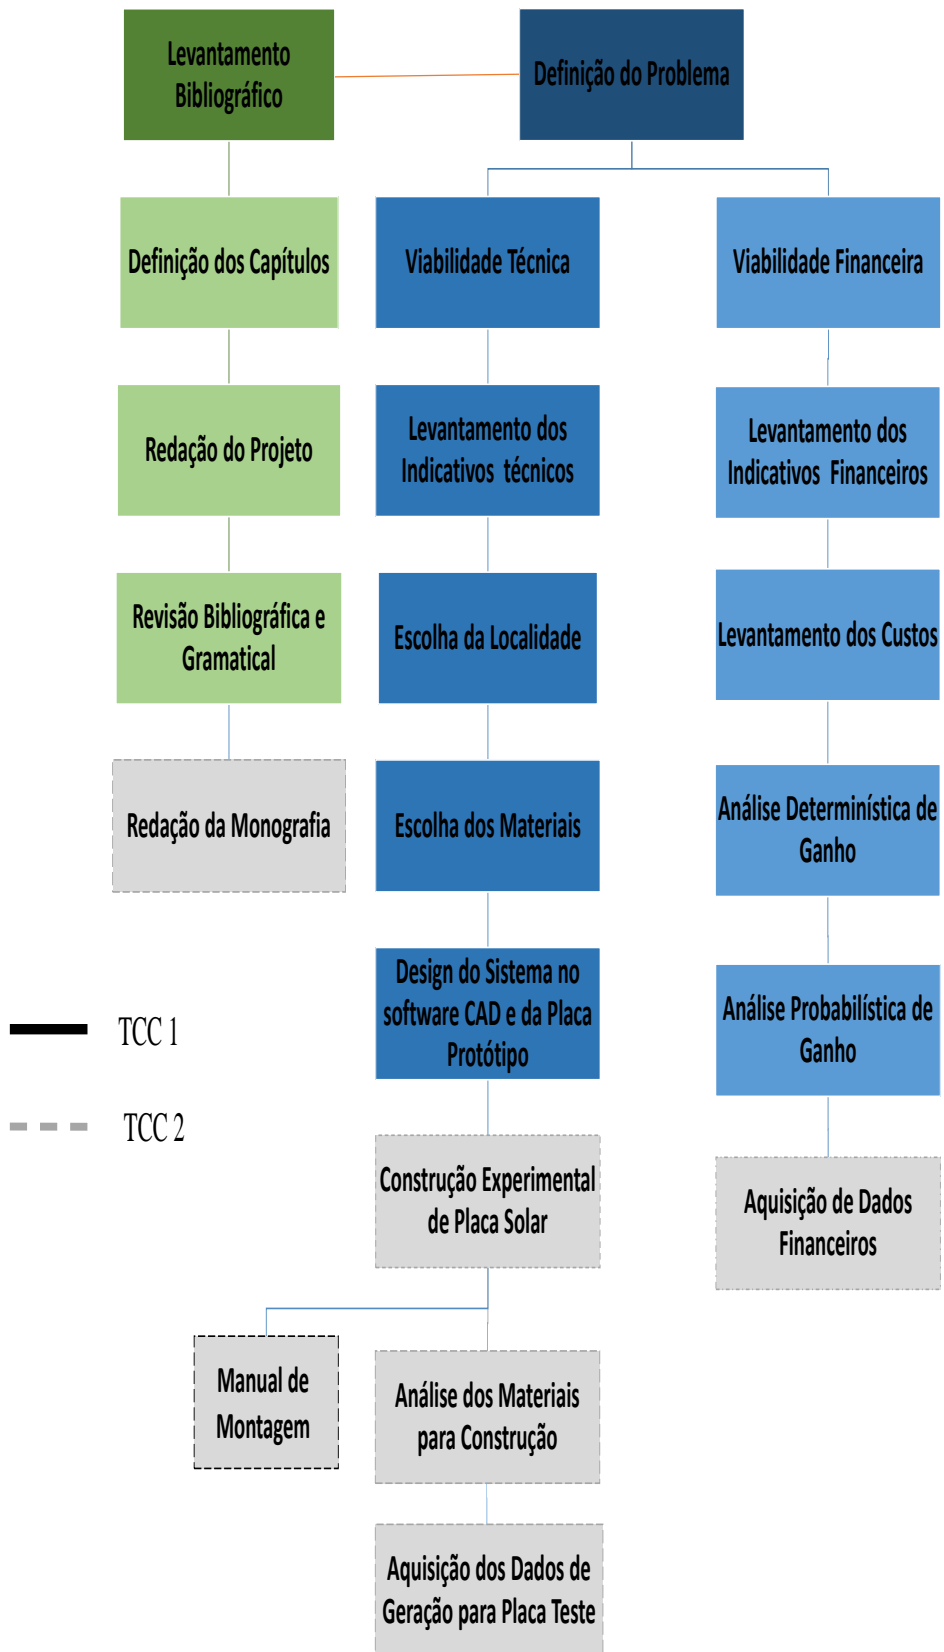 Levantamento
Bibliográfico
Definição do Problema
Definição dos Capítulos
Viabilidade Técnica
Viabilidade Financeira
Redação do Projeto
Levantamento dos
Indicativos técnicos
Levantamento dos
Indicativos Financeiros
Revisão Bibliográfica e
Gramatical
Escolha da Localidade
Levantamento dos Custos
Redação da Monografia
Escolha dos Materiais
Análise Determinística de
Ganho
Design do Sistema no
software CAD e da Placa
Protótipo
Análise Probabilística de
Ganho
TCC 1
TCC 2
Construção Experimental
de Placa Solar
Aquisição de Dados
Financeiros
Manual de
Montagem
Análise dos Materiais
para Construção
Aquisição dos Dados de
Geração para Placa Teste